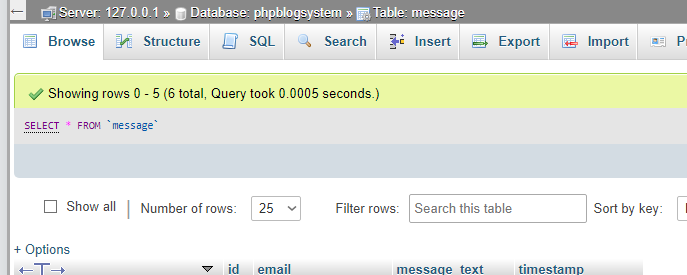 Server: 127.0.0.1 » Database: phpblogsystem » Table: message
Browse Structure SQL Search Insert Export Import
Showing rows 0 - 5 (6 total, Query took 0.0005 seconds.)
SELECT * FROM `message`
Show all | Number of rows: 25 Filter rows: Search this table Sort by key:
+ Options
←T→ id email message_text timestamp